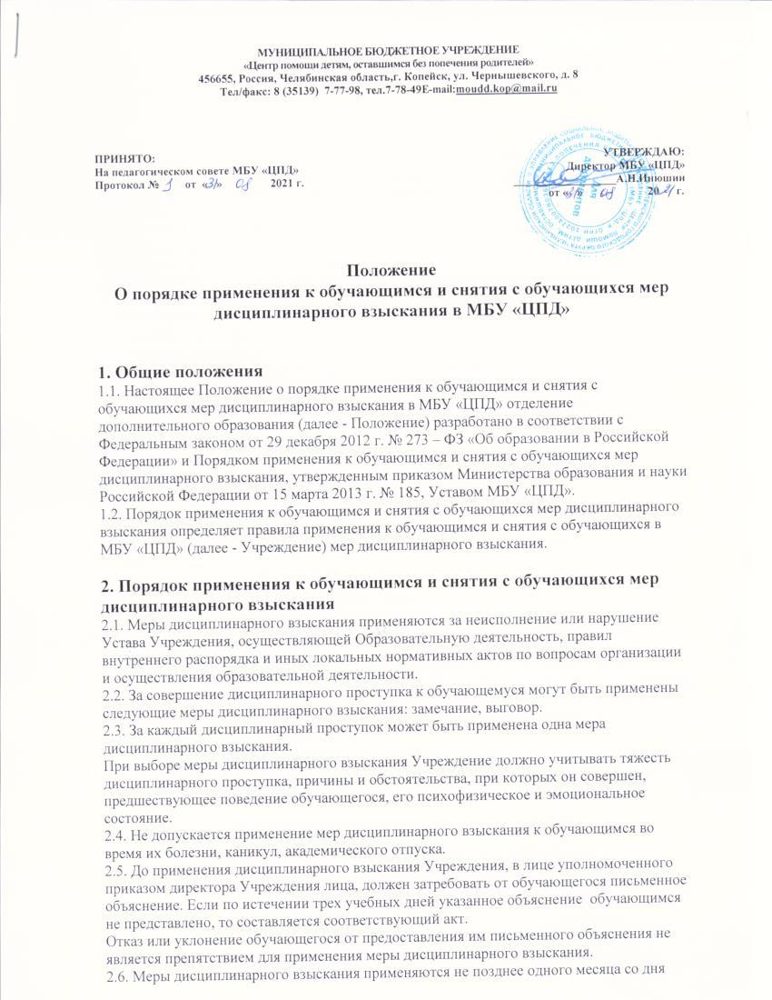 МУНИЦИПАЛЬНОЕ БЮДЖЕТНОЕ УЧРЕЖДЕНИЕ
«Центр помощи детям, оставшимся без попечения родителей»
456655, Россия, Челябинская область,г. Копейск, ул. Чернышевского, д. 8
Тел/факс: 8 (35139) 7-77-98, тел.7-78-49E-mail:moudd.kop@mail.ru
ПРИНЯТО:
На педагогическом совете МБУ «ЦПД»
Протокол № 1 от «31» 08 2021 г.
УТВЕРЖДАЮ:
Директор МБУ «ЦПД»
А.Н.Инюшин
от «31» 08 2021 г.
ДЛЯ ДОКУМЕНТОВ
Положение
О порядке применения к обучающимся и снятия с обучающихся мер
дисциплинарного взыскания в МБУ «ЦПД»
1. Общие положения
1.1. Настоящее Положение о порядке применения к обучающимся и снятия с
обучающихся мер дисциплинарного взыскания в МБУ «ЦПД» отделение
дополнительного образования (далее - Положение) разработано в соответствии с
Федеральным законом от 29 декабря 2012 г. № 273 – ФЗ «Об образовании в Российской
Федерации» и Порядком применения к обучающимся и снятия с обучающихся мер
дисциплинарного взыскания, утвержденным приказом Министерства образования и науки
Российской Федерации от 15 марта 2013 г. № 185, Уставом МБУ «ЦПД».
1.2. Порядок применения к обучающимся и снятия с обучающихся мер дисциплинарного
взыскания определяет правила применения к обучающимся и снятия с обучающихся в
МБУ «ЦПД» (далее - Учреждение) мер дисциплинарного взыскания.
2. Порядок применения к обучающимся и снятия с обучающихся мер
дисциплинарного взыскания
2.1. Меры дисциплинарного взыскания применяются за неисполнение или нарушение
Устава Учреждения, осуществляющей Образовательную деятельность, правил
внутреннего распорядка и иных локальных нормативных актов по вопросам организации
и осуществления образовательной деятельности.
2.2. За совершение дисциплинарного проступка к обучающемуся могут быть применены
следующие меры дисциплинарного взыскания: замечание, выговор.
2.3. За каждый дисциплинарный проступок может быть применена одна мера
дисциплинарного взыскания.
При выборе меры дисциплинарного взыскания Учреждение должно учитывать тяжесть
дисциплинарного проступка, причины и обстоятельства, при которых он совершен,
предшествующее поведение обучающегося, его психофизическое и эмоциональное
состояние.
2.4. Не допускается применение мер дисциплинарного взыскания к обучающимся во
время их болезни, каникул, академического отпуска.
2.5. До применения дисциплинарного взыскания Учреждения, в лице уполномоченного
приказом директора Учреждения лица, должен затребовать от обучающегося письменное
объяснение. Если по истечении трех учебных дней указанное объяснение обучающимся
не представлено, то составляется соответствующий акт.
Отказ или уклонение обучающегося от предоставления им письменного объяснения не
является препятствием для применения меры дисциплинарного взыскания.
2.6. Меры дисциплинарного взыскания применяются не позднее одного месяца со дня